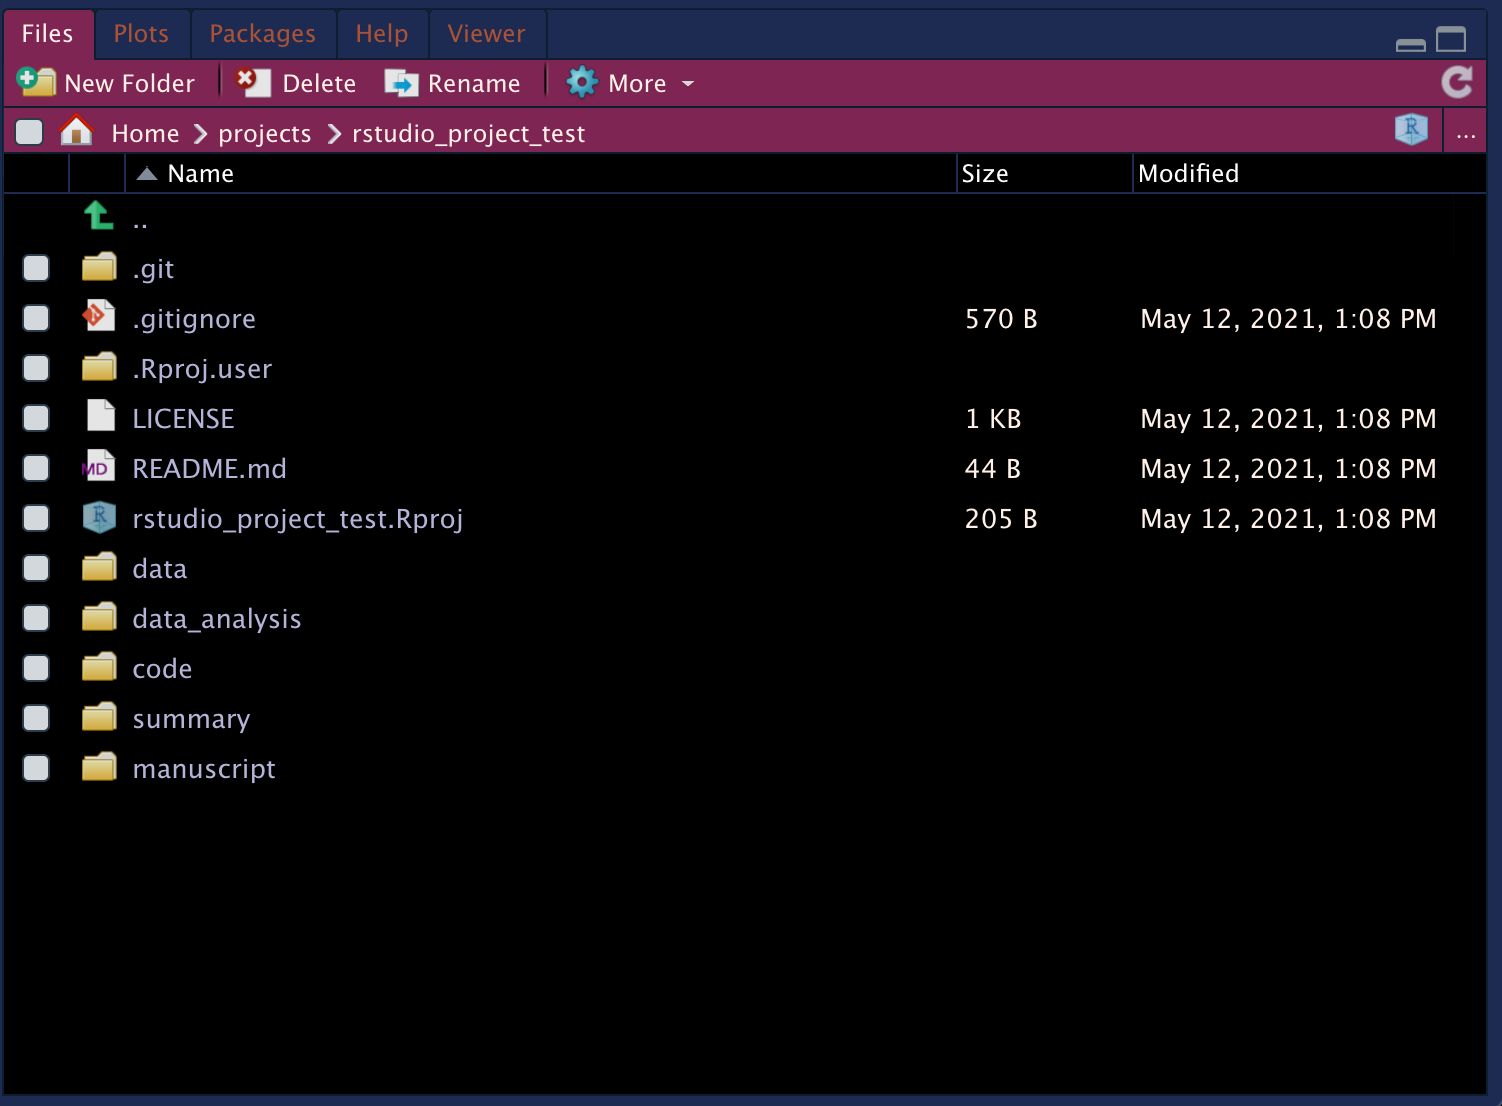 Files Plots Packages Help Viewer
New Folder Delete Rename More
Home projects rstudio_project_test R ...
Name Size Modified
..
.git
.gitignore 570 B May 12, 2021, 1:08 PM
.Rproj.user
LICENSE 1 KB May 12, 2021, 1:08 PM
MD README.md 44 B May 12, 2021, 1:08 PM
R rstudio_project_test.Rproj 205 B May 12, 2021, 1:08 PM
data
data_analysis
code
summary
manuscript